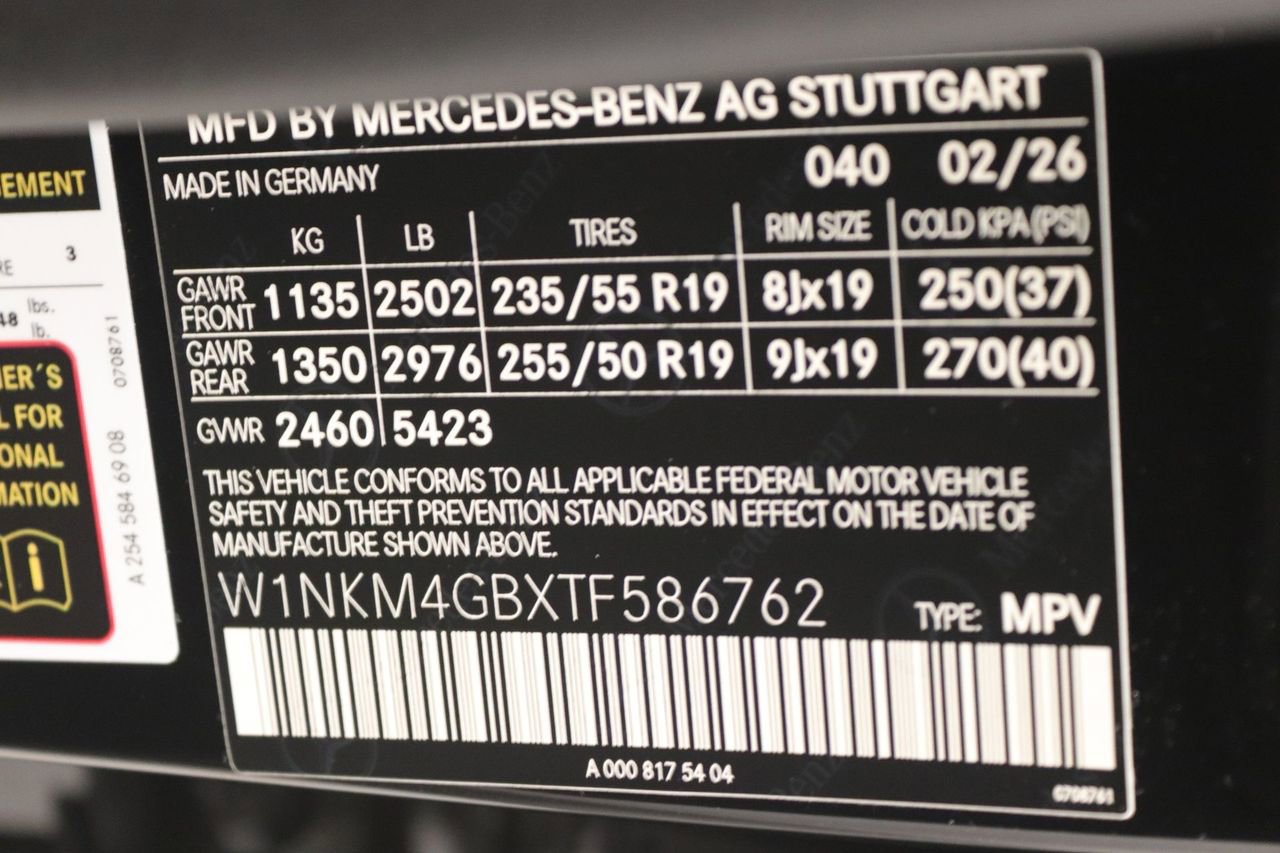 MFD BY MERCEDES-BENZ AG STUTTGART
MADE IN GERMANY 040 02/26
KG LB TIRES RIM SIZE COLD KPA(PSI)
GAWR FRONT 1135 2502 235/55 R19 8Jx19 250(37)
GAWR REAR 1350 2976 255/50 R19 9Jx19 270(40)
GVWR 2460 5423
THIS VEHICLE CONFORMS TO ALL APPLICABLE FEDERAL MOTOR VEHICLE
SAFETY AND THEFT PREVENTION STANDARDS IN EFFECT ON THE DATE OF
MANUFACTURE SHOWN ABOVE.
W1NKM4GBXTF586762 TYPE: MPV
A 000 817 54 04
0708761
EMENT
RE 3
lbs.
48 lb.
ER´S
L FOR
ONAL
MATION
i
A 254 584 69 08 0708761